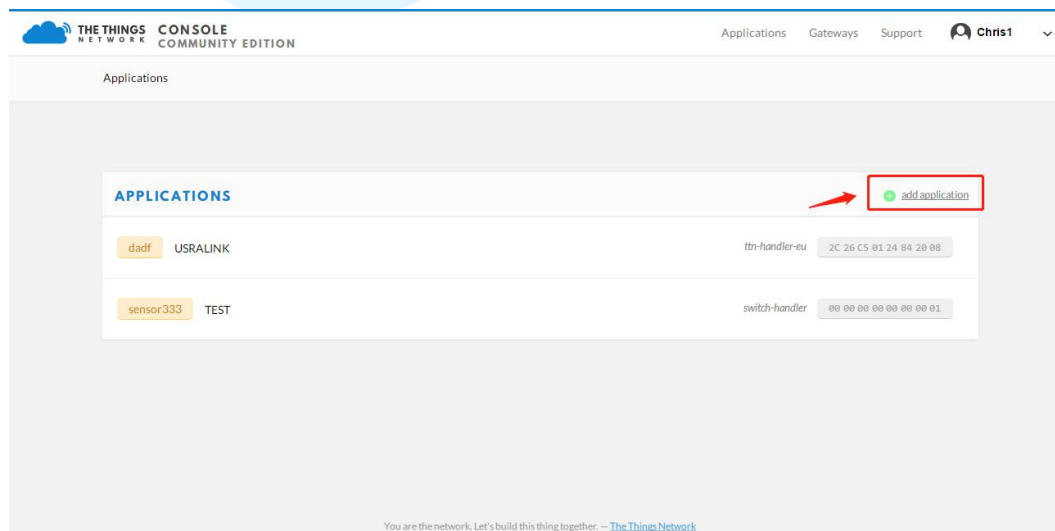 THE THINGS CONSOLE
NETWORK COMMUNITY EDITION
Applications Gateways Support Chris1
Applications
APPLICATIONS add application
dadf USRALINK ttn-handler-eu 2C 26 C5 01 24 84 20 08
sensor333 TEST switch-handler 00 00 00 00 00 00 00 01
You are the network. Let's build this thing together. — The Things Network